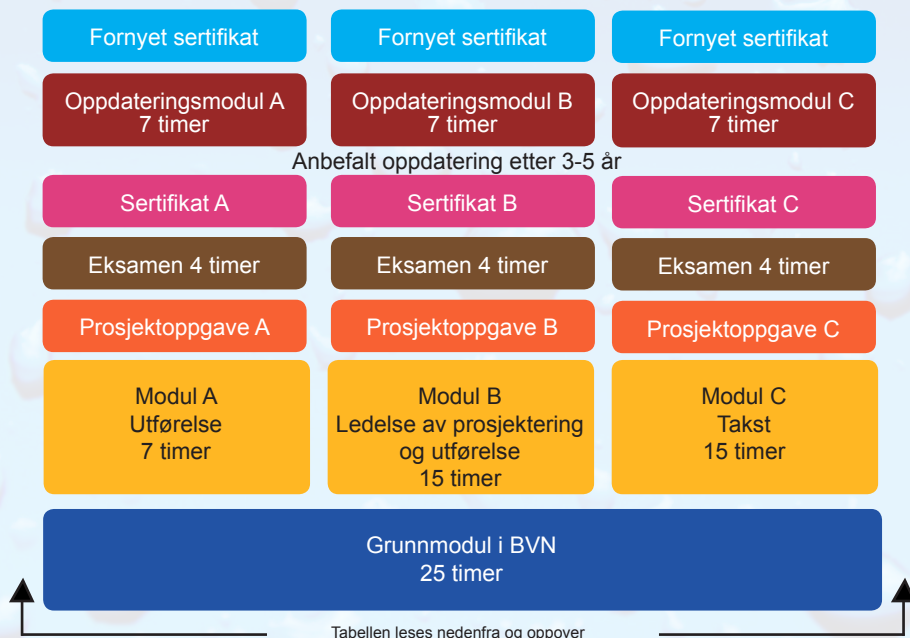 Fornyet sertifikat
Fornyet sertifikat
Fornyet sertifikat
Oppdateringsmodul A
7 timer
Oppdateringsmodul B
7 timer
Oppdateringsmodul C
7 timer
Anbefalt oppdatering etter 3-5 år
Sertifikat A
Sertifikat B
Sertifikat C
Eksamen 4 timer
Eksamen 4 timer
Eksamen 4 timer
Prosjektoppgave A
Prosjektoppgave B
Prosjektoppgave C
Modul A
Utførelse
7 timer
Modul B
Ledelse av prosjektering
og utførelse
15 timer
Modul C
Takst
15 timer
Grunnmodul i BVN
25 timer
Tabellen leses nedenfra og oppover